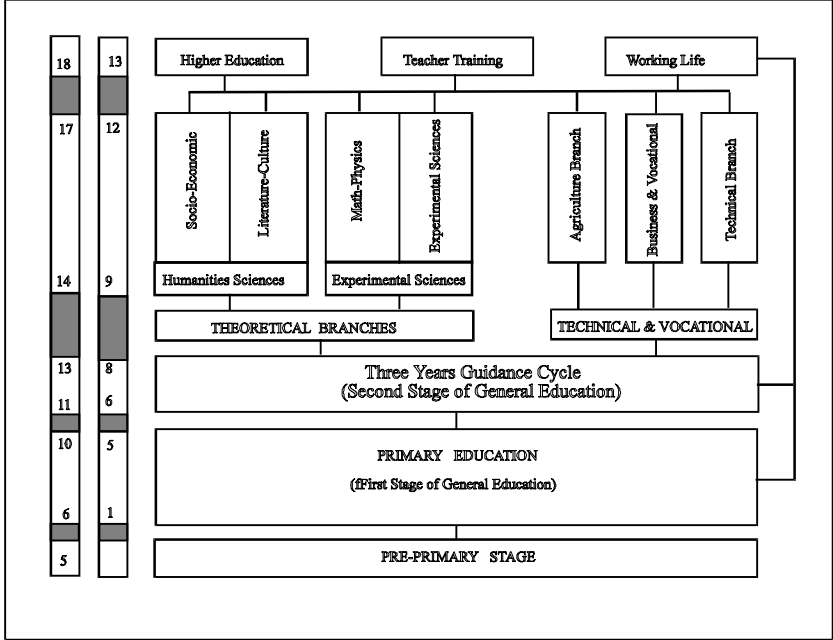 18 13 Higher Education Teacher Training Working Life
17 12
Socio-Economic
Literature-Culture
Math-Physics
Experimental Sciences
Agriculture Branch
Business & Vocational
Technical Branch
14 9 Humanities Sciences Experimental Sciences
THEORETICAL BRANCHES TECHNICAL & VOCATIONAL
13 8 Three Years Guidance Cycle
(Second Stage of General Education)
11 6
10 5
PRIMARY EDUCATION
(fFirst Stage of General Education)
6 1
5 PRE-PRIMARY STAGE